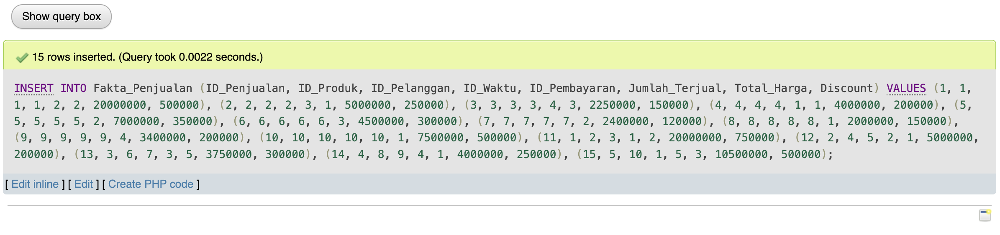 Show query box
15 rows inserted. (Query took 0.0022 seconds.)
INSERT INTO Fakta_Penjualan (ID_Penjualan, ID_Produk, ID_Pelanggan, ID_Waktu, ID_Pembayaran, Jumlah_Terjual, Total_Harga, Discount) VALUES (1, 1,
1, 1, 2, 2, 20000000, 500000), (2, 2, 2, 2, 3, 1, 5000000, 250000), (3, 3, 3, 3, 4, 3, 2250000, 150000), (4, 4, 4, 4, 1, 1, 4000000, 200000), (5,
5, 5, 5, 5, 2, 7000000, 350000), (6, 6, 6, 6, 6, 3, 4500000, 300000), (7, 7, 7, 7, 7, 2, 2400000, 120000), (8, 8, 8, 8, 8, 1, 2000000, 150000),
(9, 9, 9, 9, 9, 4, 3400000, 200000), (10, 10, 10, 10, 10, 1, 7500000, 500000), (11, 1, 2, 3, 1, 2, 20000000, 750000), (12, 2, 4, 5, 2, 1, 5000000,
200000), (13, 3, 6, 7, 3, 5, 3750000, 300000), (14, 4, 8, 9, 4, 1, 4000000, 250000), (15, 5, 10, 1, 5, 3, 10500000, 500000);
[ Edit inline ] [ Edit ] [ Create PHP code ]